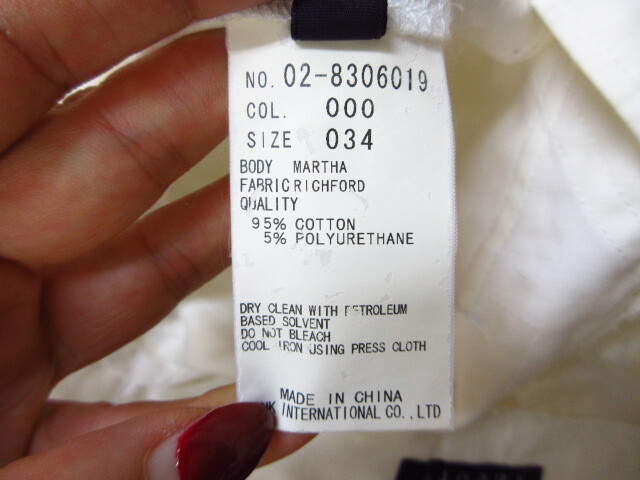 NO. 02-8306019
COL. 000
SIZE 034
BODY MARTHA
FABRIC RICHFORD
QUALITY
95% COTTON
5% POLYURETHANE
DRY CLEAN WITH PETROLEUM
BASED SOLVENT
DO NOT BLEACH
COOL IRON USING PRESS CLOTH
MADE IN CHINA
INTERNATIONAL CO., LTD